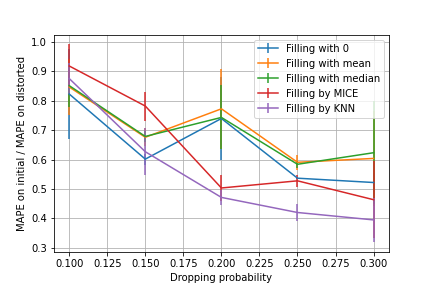 MAPE on initial / MAPE on distorted
1.0
0.9
0.8
0.7
0.6
0.5
0.4
0.3
Filling with 0
Filling with mean
Filling with median
Filling by MICE
Filling by KNN
0.100 0.125 0.150 0.175 0.200 0.225 0.250 0.275 0.300
Dropping probability